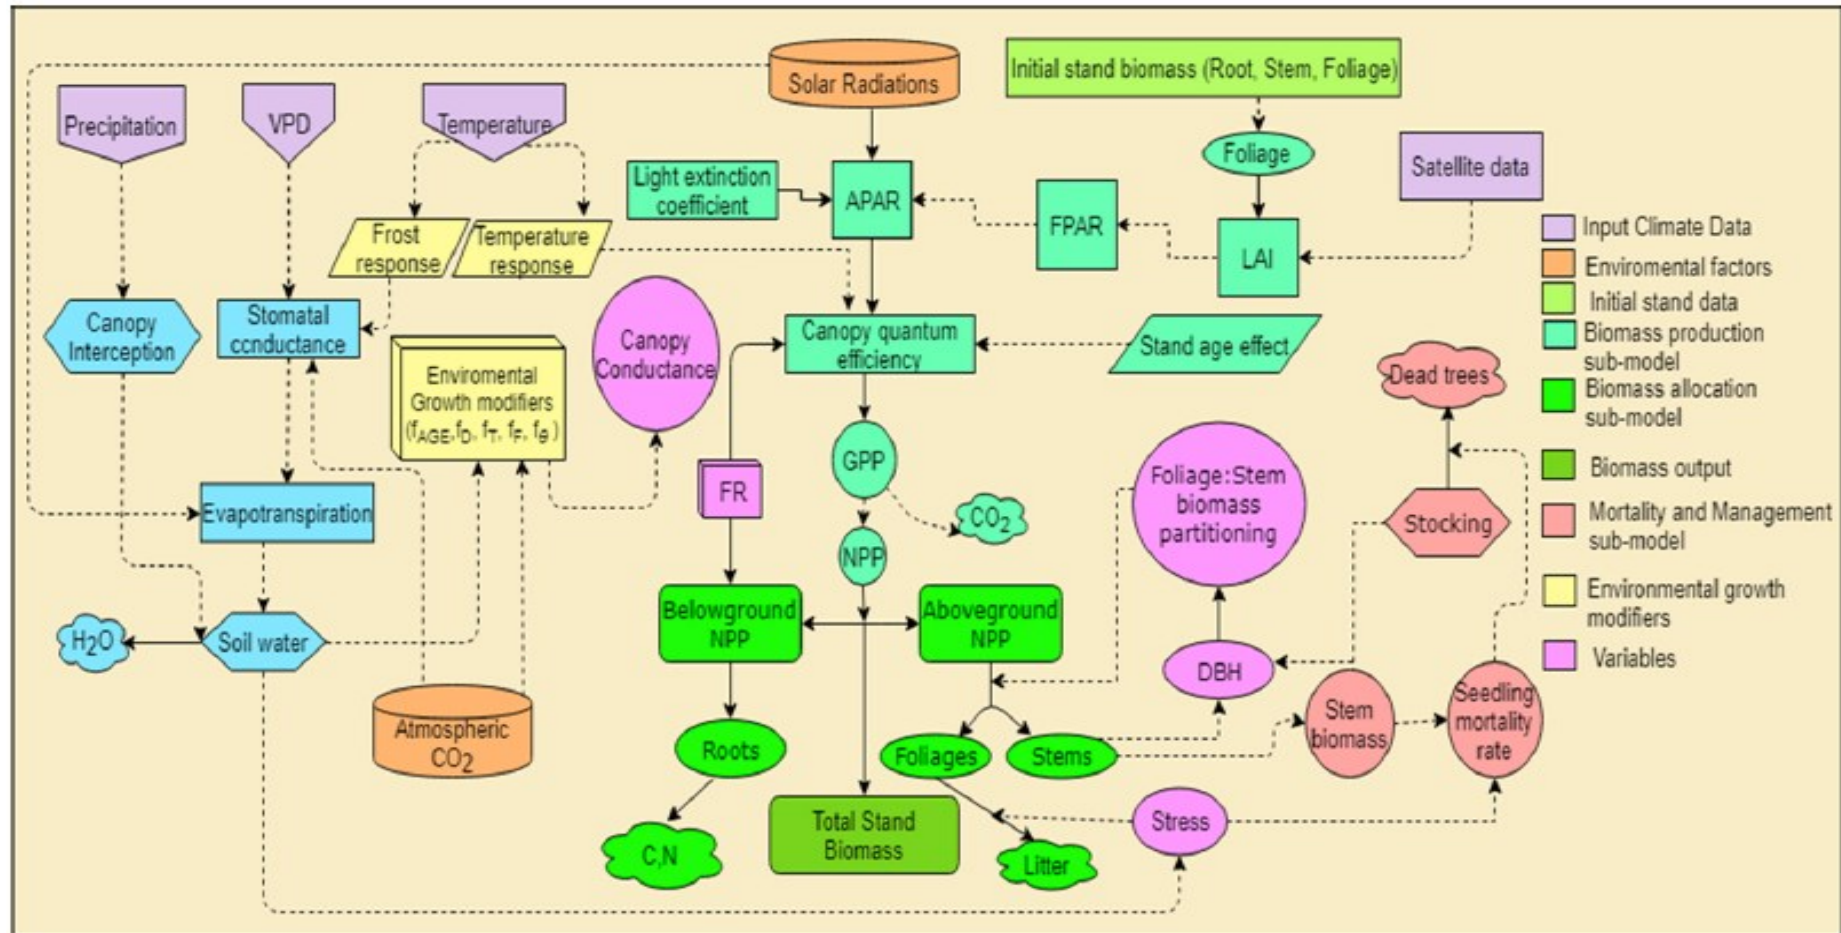 Solar Radiations
Initial stand biomass (Root, Stem, Foliage)
Precipitation
VPD
Temperature
Foliage
Satellite data
Light extinction
coefficient
APAR
FPAR
LAI
Frost
response
Temperature
response
Canopy
Interception
Stomatal
ccnductance
Enviromental
Growth modifiers
(fAGE,fD, fT, fF, fθ )
Canopy
Conductance
Canopy quantum
efficiency
Stand age effect
Dead trees
GPP
FR
CO2
NPP
Foliage:Stem
biomass
partitioning
Stocking
Evapotranspiration
H2O
Soil water
Belowground
NPP
Aboveground
NPP
DBH
Atmospheric
CO2
Roots
Foliages
Stems
Stem
biomass
Seedling
mortality
rate
C,N
Total Stand
Biomass
Litter
Stress
Input Climate Data
Enviromental factors
Initial stand data
Biomass production
sub-model
Biomass allocation
sub-model
Biomass output
Mortality and Management
sub-model
Environmental growth
modifiers
Variables